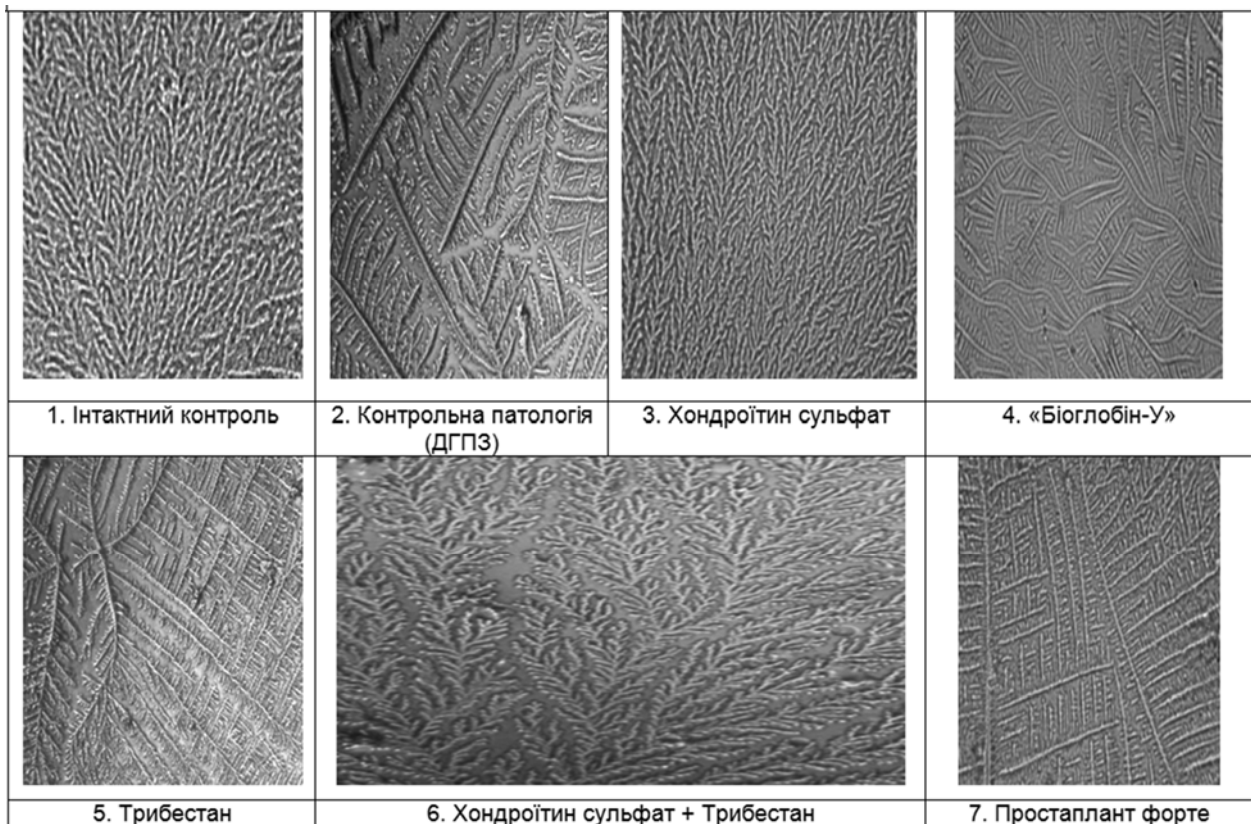 1. Інтактний контроль
2. Контрольна патологія
(ДГПЗ)
3. Хондроїтин сульфат
4. «Біоглобін-У»
5. Трибестан
6. Хондроїтин сульфат + Трибестан
7. Простаплант форте